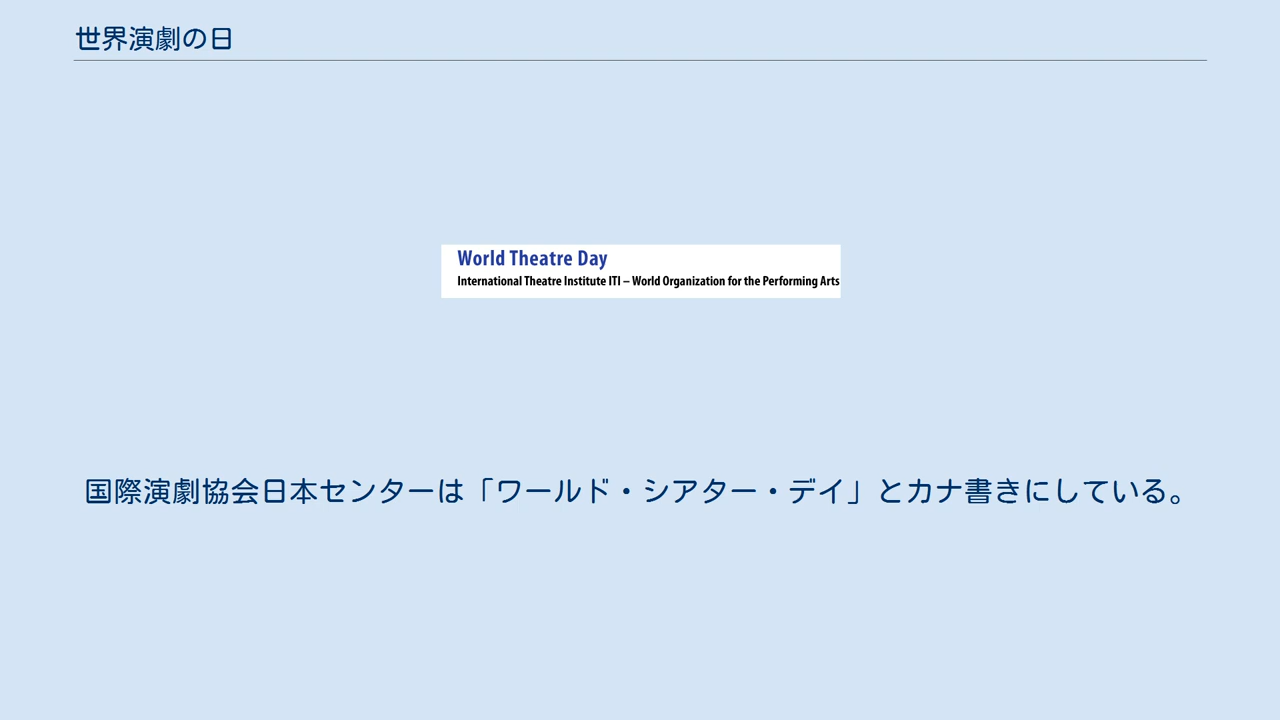 世界演劇の日
World Theatre Day
International Theatre Institute ITI – World Organization for the Performing Arts
国際演劇協会日本センターは「ワールド・シアター・デイ」とカナ書きにしている。